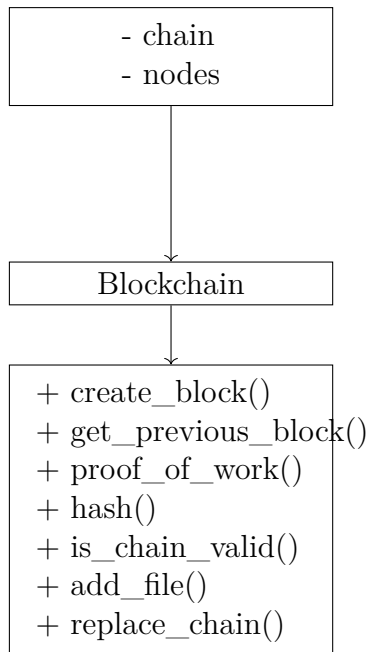 - chain
- nodes
Blockchain
+ create_block()
+ get_previous_block()
+ proof_of_work()
+ hash()
+ is_chain_valid()
+ add_file()
+ replace_chain()